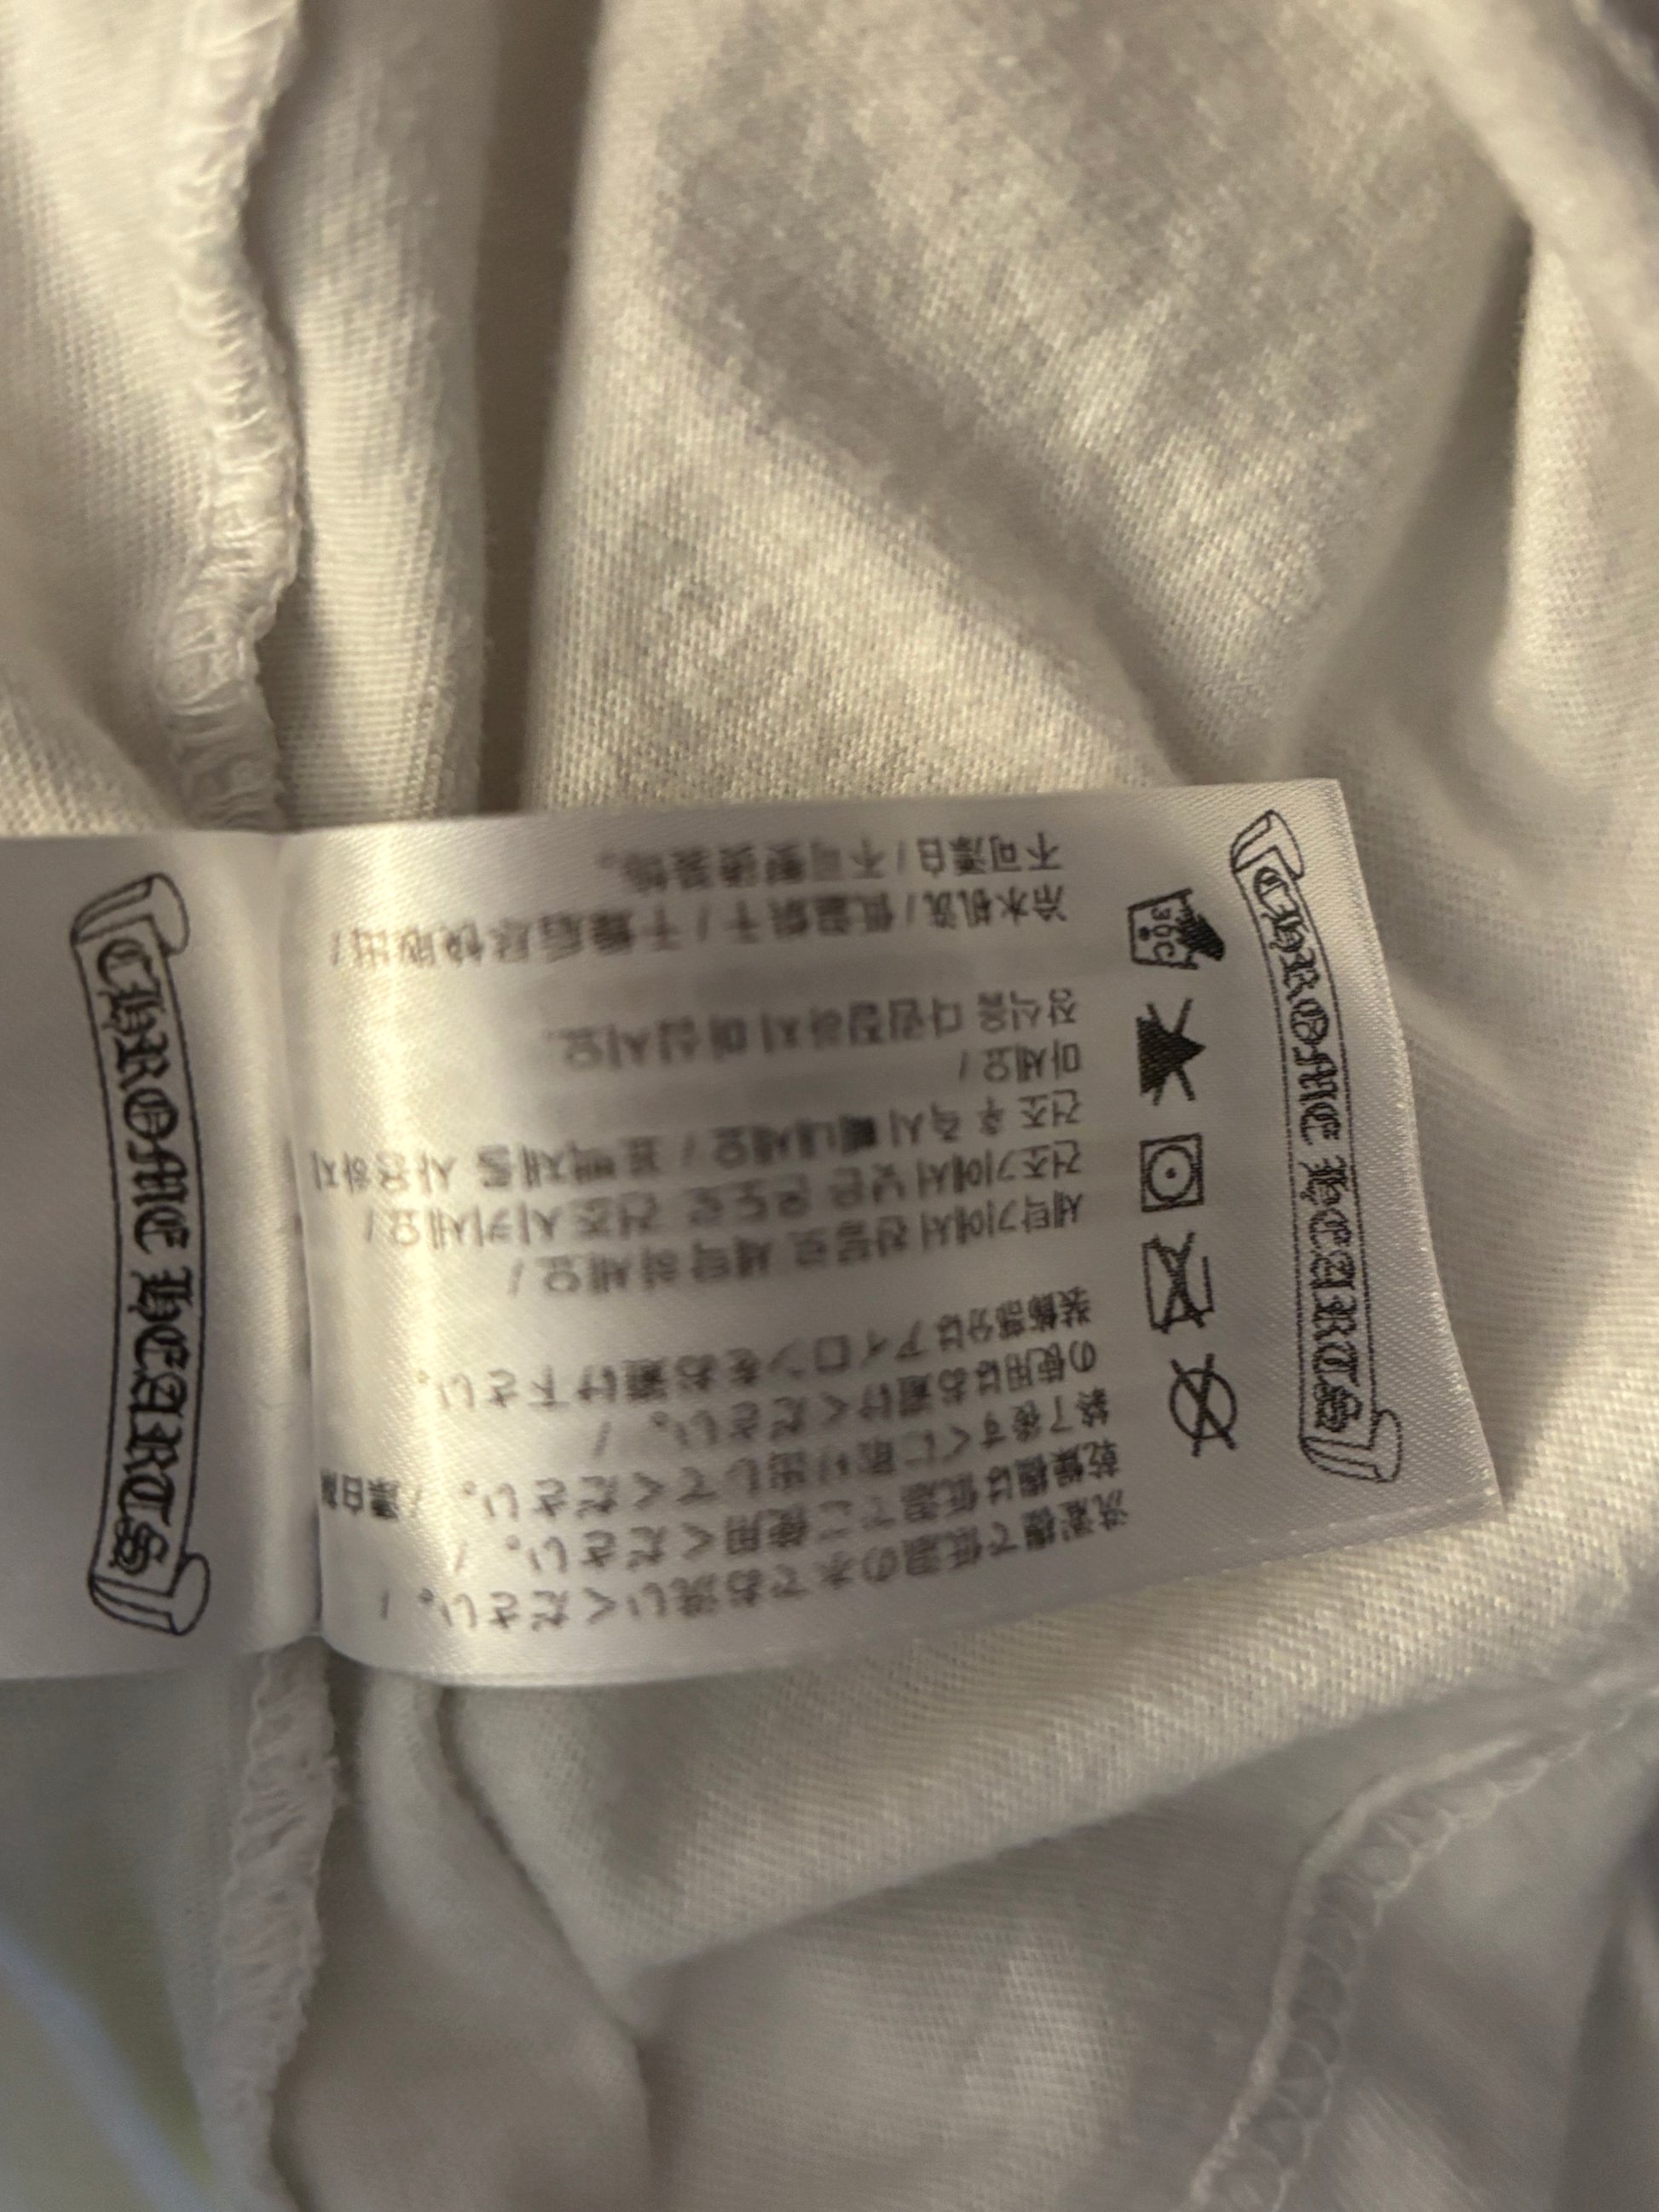 CHROME HEARTS
30C
洗濯機で低温の水でお洗いください。 /
乾燥機は低温でご使用ください。 /
終了後すぐに取り出してください。 / 漂白剤
の使用はお避けください。 /
装飾部分はアイロンをお避け下さい。
세탁기에서 찬물로 세탁하세요 /
건조기에서 낮은 온도로 건조시키세요 /
건조 후 즉시 빼내세요 / 표백제를 사용하지
마세요 /
장식을 다림질하지 마십시오.
冷水机洗 / 低温烘干 / 干燥后尽快取出 /
不可漂白 / 不可熨烫装饰。
CHROME HEARTS